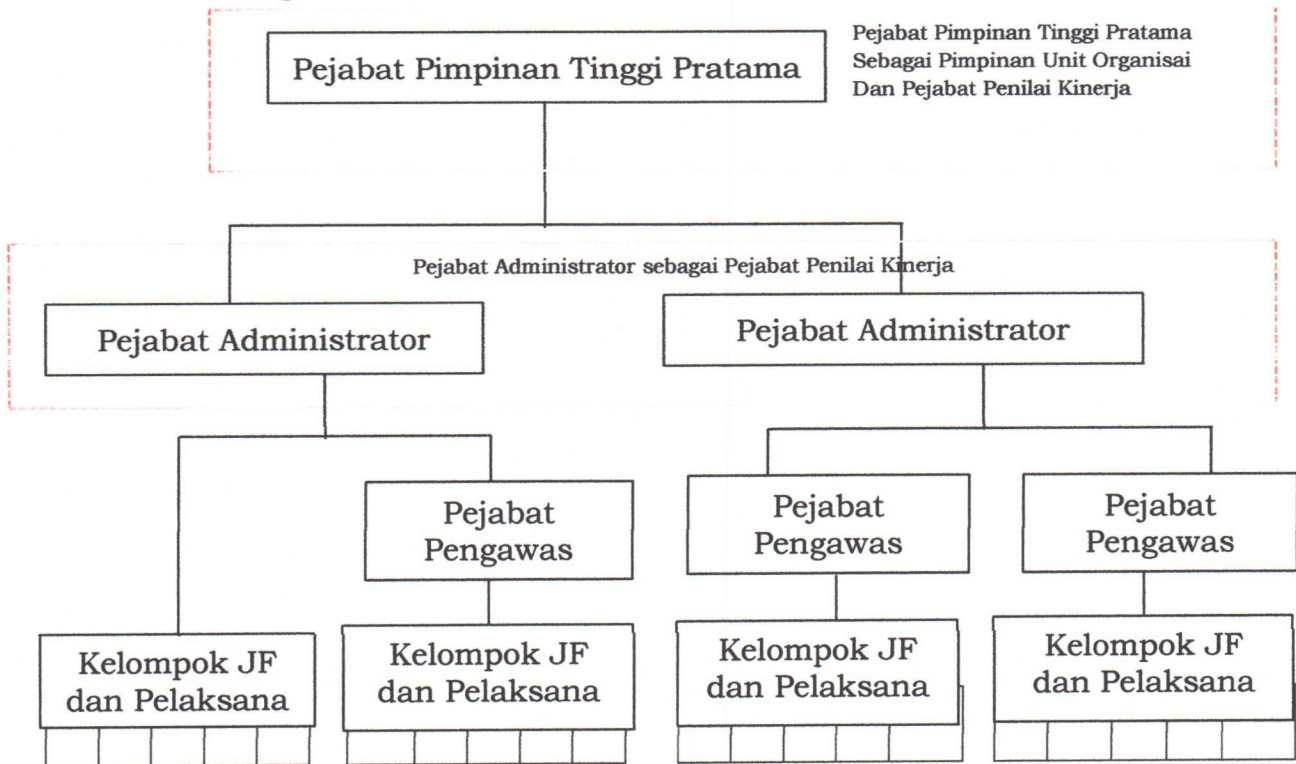 Pejabat Pimpinan Tinggi Pratama
Pejabat Pimpinan Tinggi Pratama
Sebagai Pimpinan Unit Organisai
Dan Pejabat Penilai Kinerja
Pejabat Administrator sebagai Pejabat Penilai Kinerja
Pejabat Administrator
Pejabat Administrator
Pejabat
Pengawas
Pejabat
Pengawas
Pejabat
Pengawas
Kelompok JF
dan Pelaksana
Kelompok JF
dan Pelaksana
Kelompok JF
dan Pelaksana
Kelompok JF
dan Pelaksana